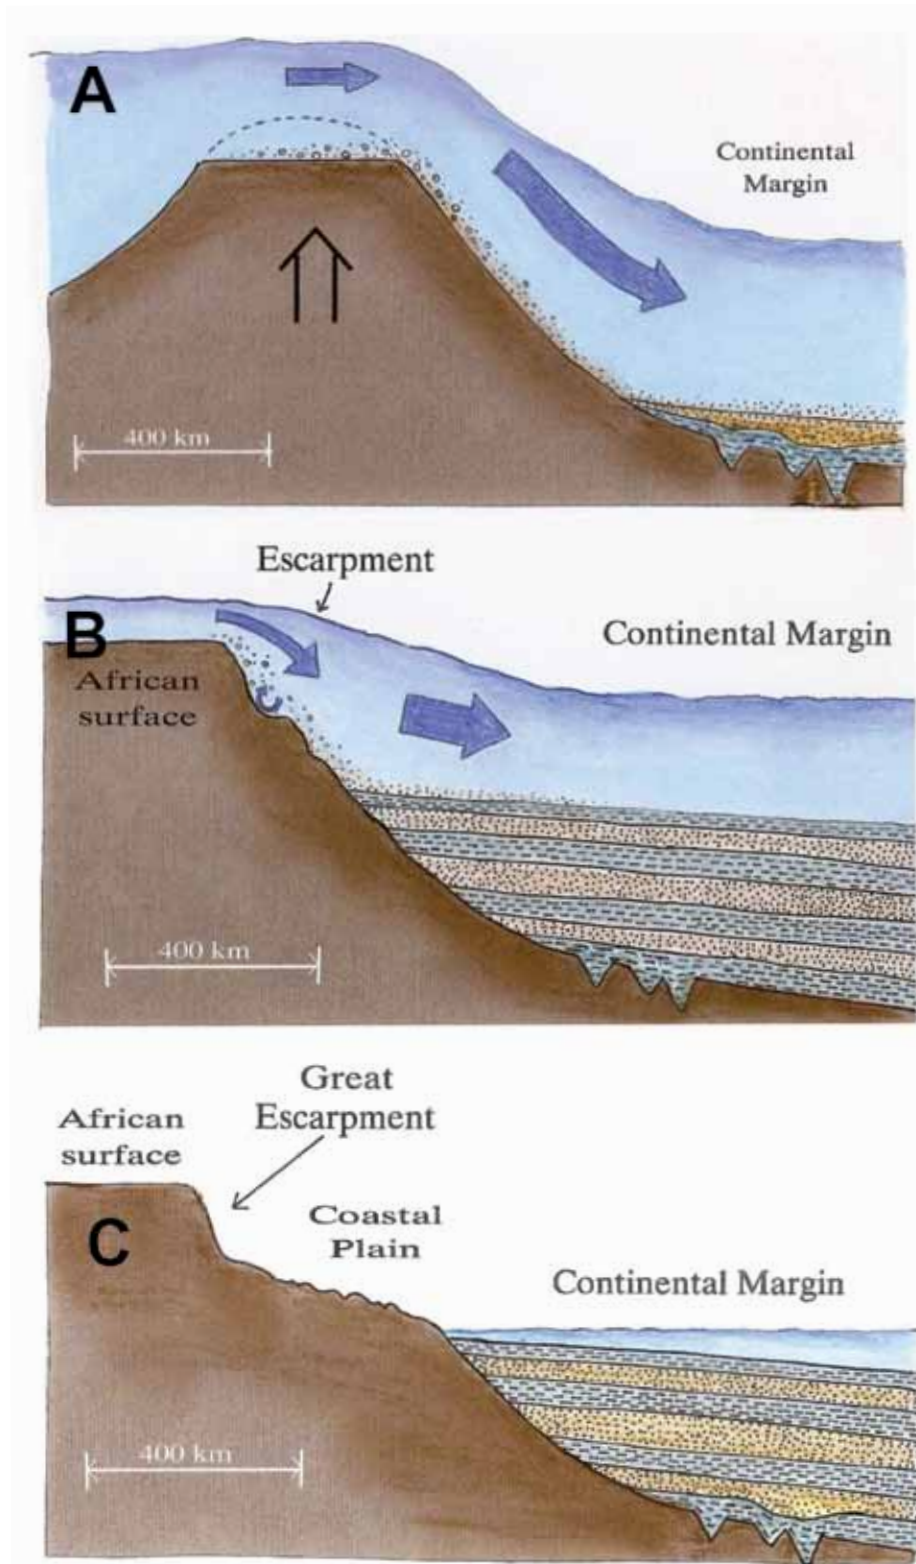 A
Continental
Margin
400 km
Escarpment
B
Continental Margin
African
surface
400 km
Great
Escarpment
African
surface
Coastal
Plain
C
Continental Margin
400 km